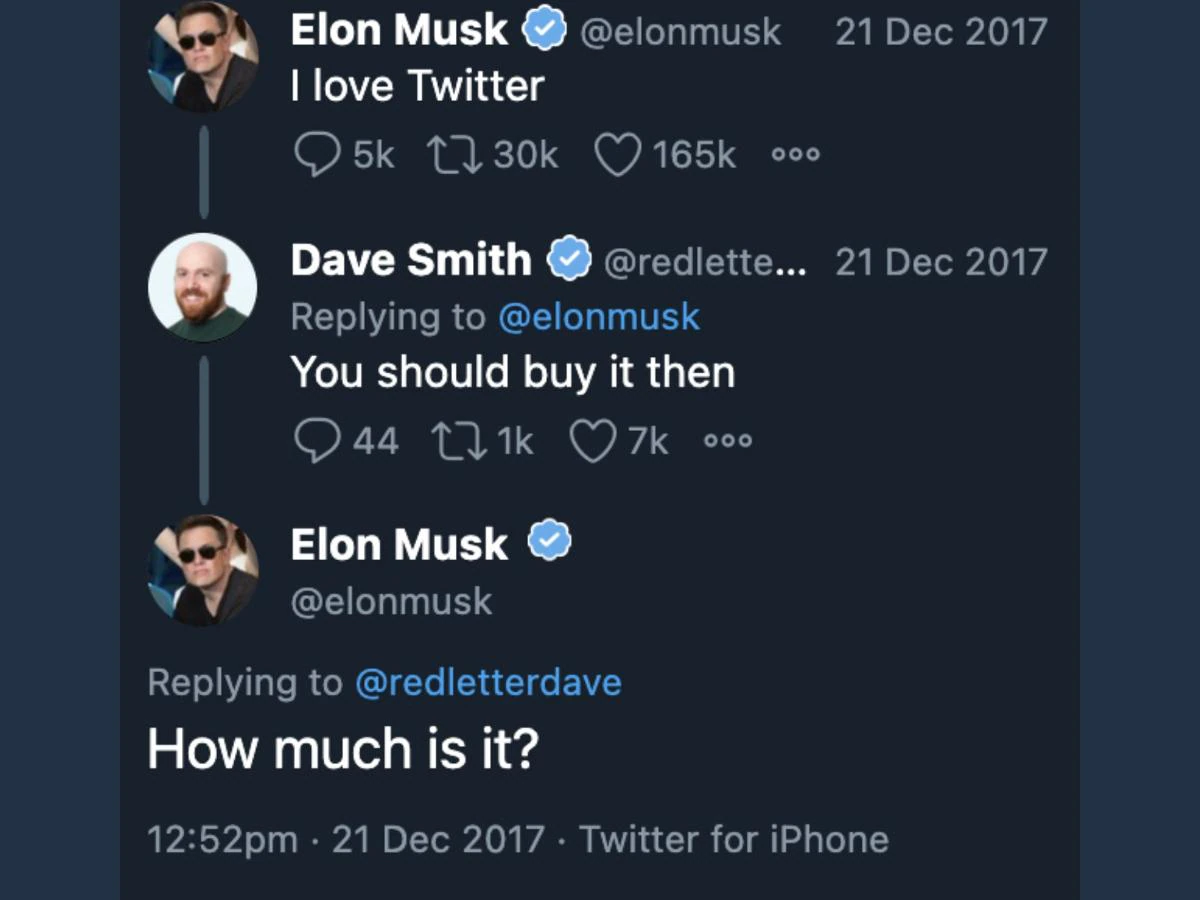 Elon Musk @elonmusk 21 Dec 2017
I love Twitter
5k 30k 165k
Dave Smith @redlette... 21 Dec 2017
Replying to @elonmusk
You should buy it then
44 1k 7k
Elon Musk
@elonmusk
Replying to @redletterdave
How much is it?
12:52pm · 21 Dec 2017 · Twitter for iPhone